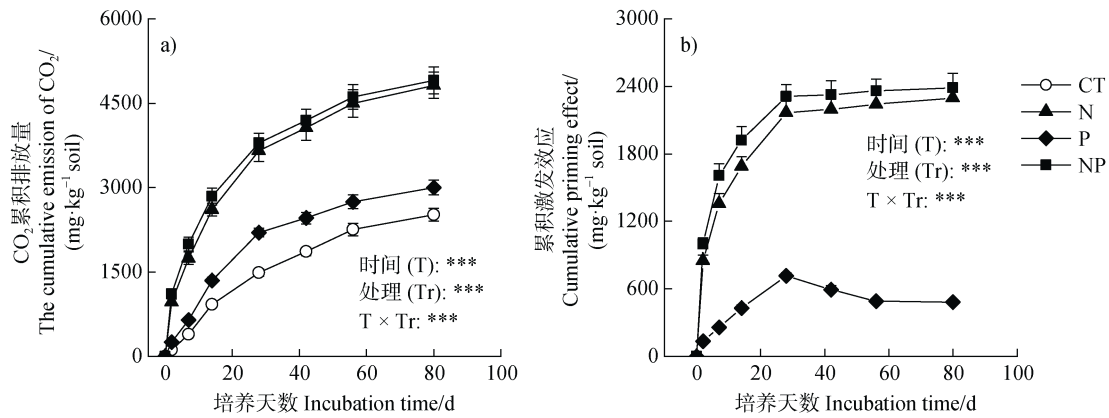 CO₂累积排放量
The cumulative emission of CO₂/
(mg·kg⁻¹ soil)
6000
4500
3000
1500
0
a)
时间 (T): ***
处理 (Tr): ***
T × Tr: ***
0 20 40 60 80 100
培养天数 Incubation time/d
累积激发效应
Cumulative priming effect/
(mg·kg⁻¹ soil)
3000
2400
1800
1200
600
0
b)
时间 (T): ***
处理 (Tr): ***
T × Tr: ***
0 20 40 60 80 100
培养天数 Incubation time/d
CT
N
P
NP